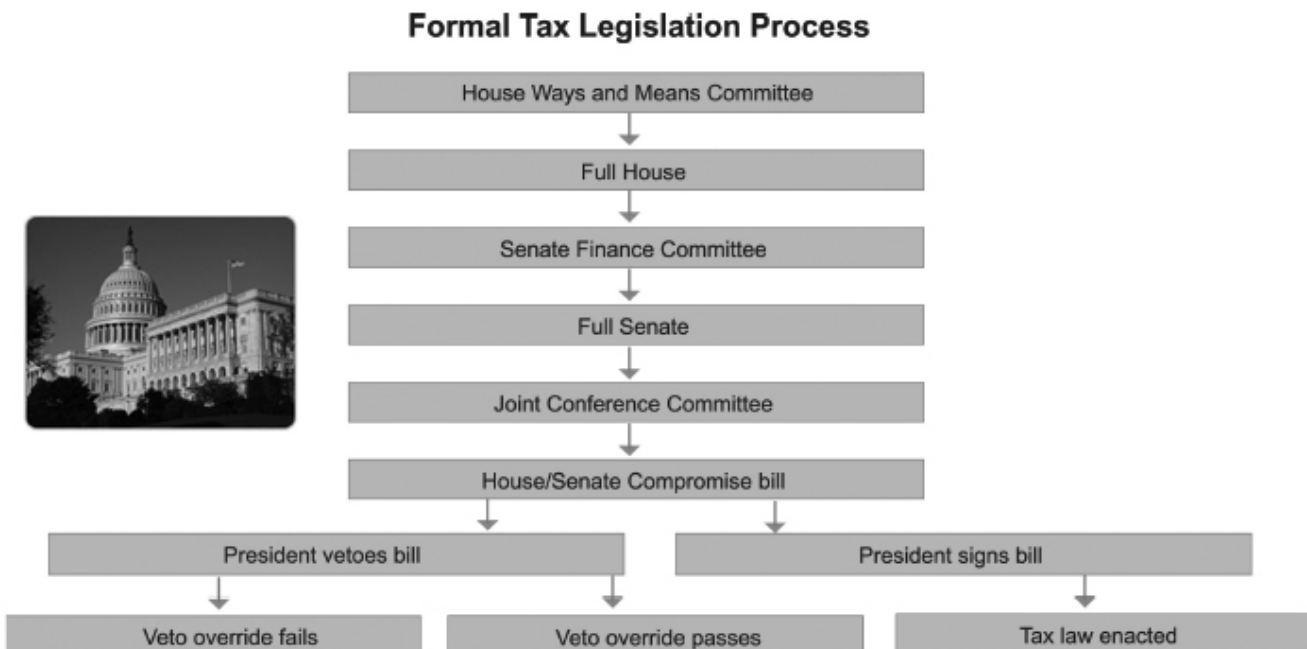 Formal Tax Legislation Process
House Ways and Means Committee
Full House
Senate Finance Committee
Full Senate
Joint Conference Committee
House/Senate Compromise bill
President vetoes bill
President signs bill
Veto override fails
Veto override passes
Tax law enacted